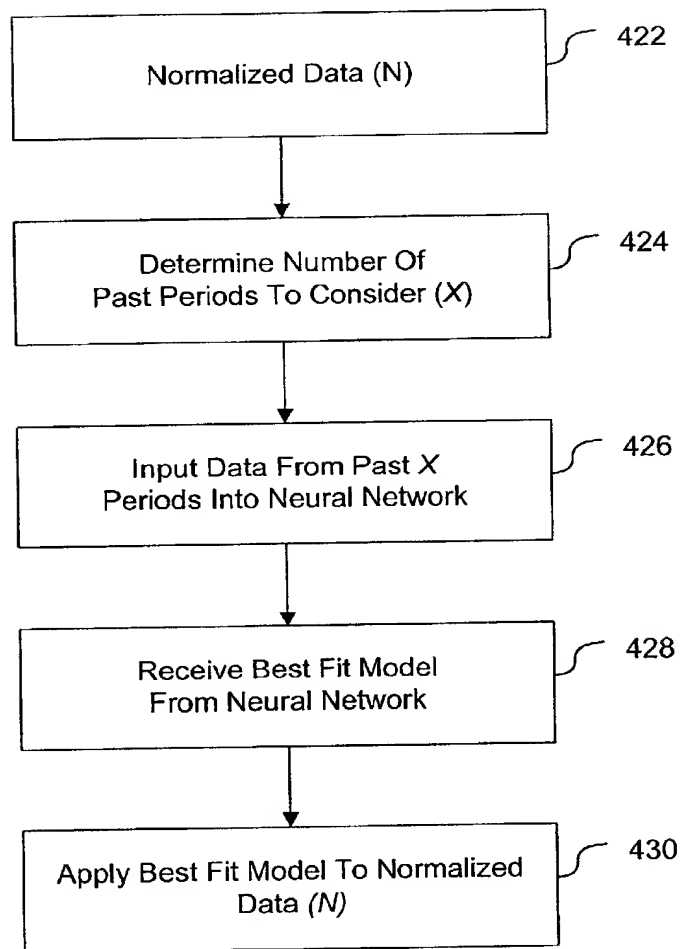 Normalized Data (N)
422
Determine Number Of
Past Periods To Consider (X)
424
Input Data From Past X
Periods Into Neural Network
426
Receive Best Fit Model
From Neural Network
428
Apply Best Fit Model To Normalized
Data (N)
430